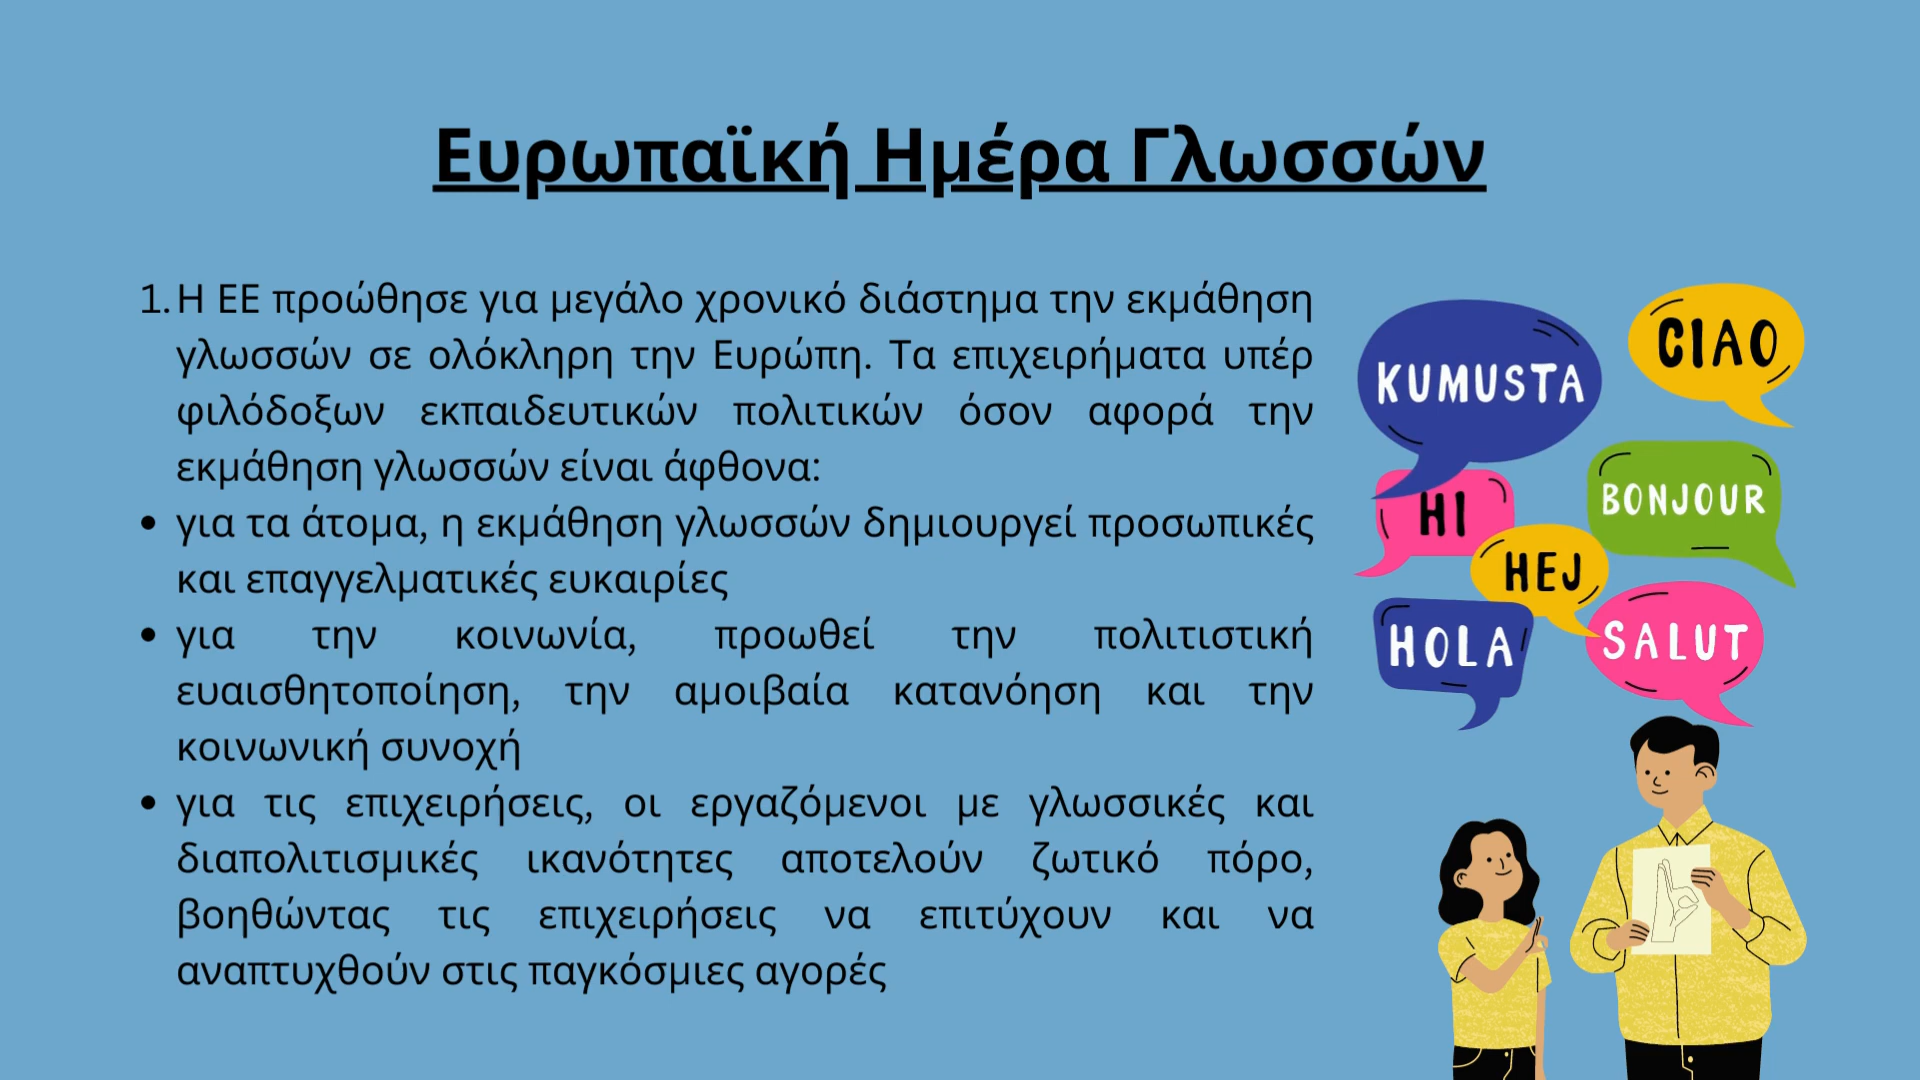 Ευρωπαϊκή Ημέρα Γλωσσών
1. Η ΕΕ προώθησε για μεγάλο χρονικό διάστημα την εκμάθηση
γλωσσών σε ολόκληρη την Ευρώπη. Τα επιχειρήματα υπέρ
φιλόδοξων εκπαιδευτικών πολιτικών όσον αφορά την
εκμάθηση γλωσσών είναι άφθονα:
• για τα άτομα, η εκμάθηση γλωσσών δημιουργεί προσωπικές
και επαγγελματικές ευκαιρίες
• για την κοινωνία, προωθεί την πολιτιστική
ευαισθητοποίηση, την αμοιβαία κατανόηση και την
κοινωνική συνοχή
• για τις επιχειρήσεις, οι εργαζόμενοι με γλωσσικές και
διαπολιτισμικές ικανότητες αποτελούν ζωτικό πόρο,
βοηθώντας τις επιχειρήσεις να επιτύχουν και να
αναπτυχθούν στις παγκόσμιες αγορές
KUMUSTA
CIAO
HI
BONJOUR
HEJ
HOLA
SALUT